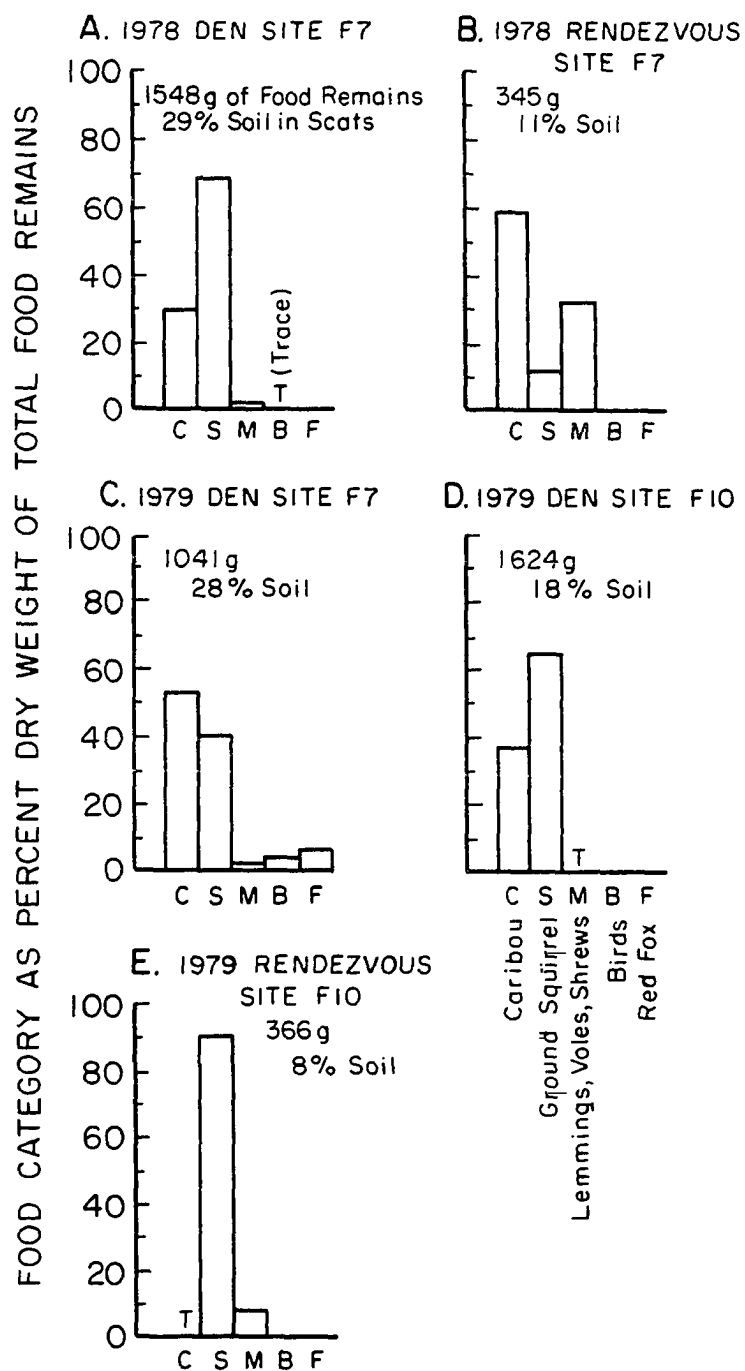 FOOD CATEGORY AS PERCENT DRY WEIGHT OF TOTAL FOOD REMAINS
A. 1978 DEN SITE F7
100
80
60
40
20
0
1548g of Food Remains
29% Soil in Scats
T (Trace)
C S M B F
B. 1978 RENDEZVOUS
SITE F7
345g
11% Soil
C S M B F
C. 1979 DEN SITE F7
100
80
60
40
20
0
1041g
28% Soil
C S M B F
D. 1979 DEN SITE F10
1624g
18% Soil
T
C S M B F
Caribou
Ground Squirrel
Lemmings, Voles, Shrews
Birds
Red Fox
E. 1979 RENDEZVOUS
SITE F10
100
80
60
40
20
0
366g
8% Soil
T
C S M B F